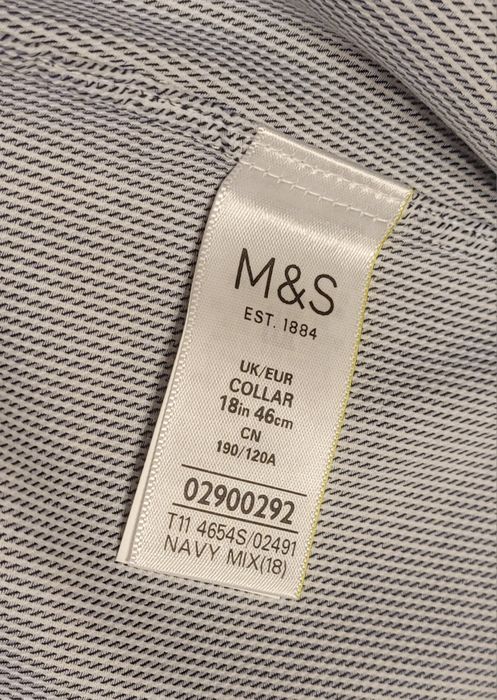 M&S
EST. 1884
UK/EUR
COLLAR
18in 46cm
CN
190/120A
02900292
T11 4654S/02491
NAVY MIX(18)